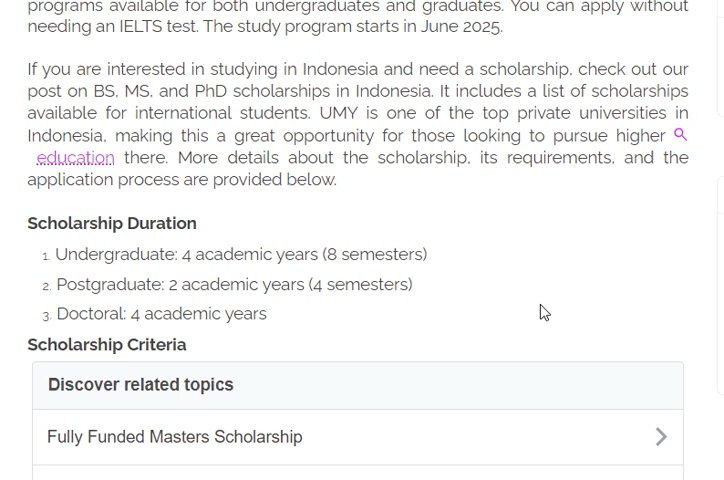 programs available for both undergraduates and graduates. You can apply without
needing an IELTS test. The study program starts in June 2025.
If you are interested in studying in Indonesia and need a scholarship, check out our
post on BS, MS, and PhD scholarships in Indonesia. It includes a list of scholarships
available for international students. UMY is one of the top private universities in
Indonesia, making this a great opportunity for those looking to pursue higher
education there. More details about the scholarship, its requirements, and the
application process are provided below.
Scholarship Duration
1. Undergraduate: 4 academic years (8 semesters)
2. Postgraduate: 2 academic years (4 semesters)
3. Doctoral: 4 academic years
Scholarship Criteria
Discover related topics
Fully Funded Masters Scholarship